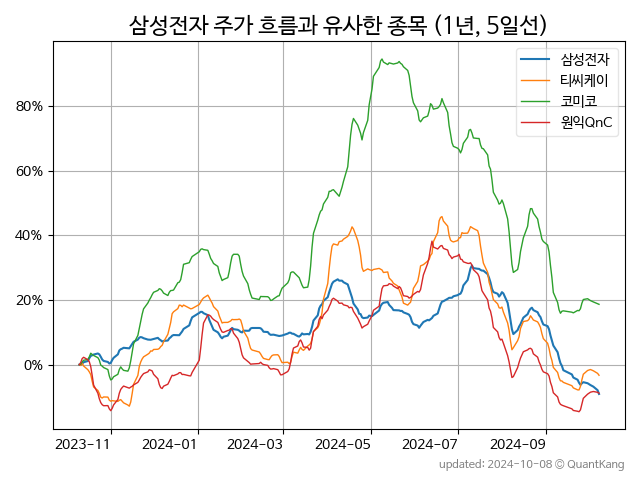 삼성전자 주가 흐름과 유사한 종목 (1년, 5일선)
삼성전자
티씨케이
코미코
원익QnC
80%
60%
40%
20%
0%
2023-11
2024-01
2024-03
2024-05
2024-07
2024-09
updated: 2024-10-08 © QuantKang